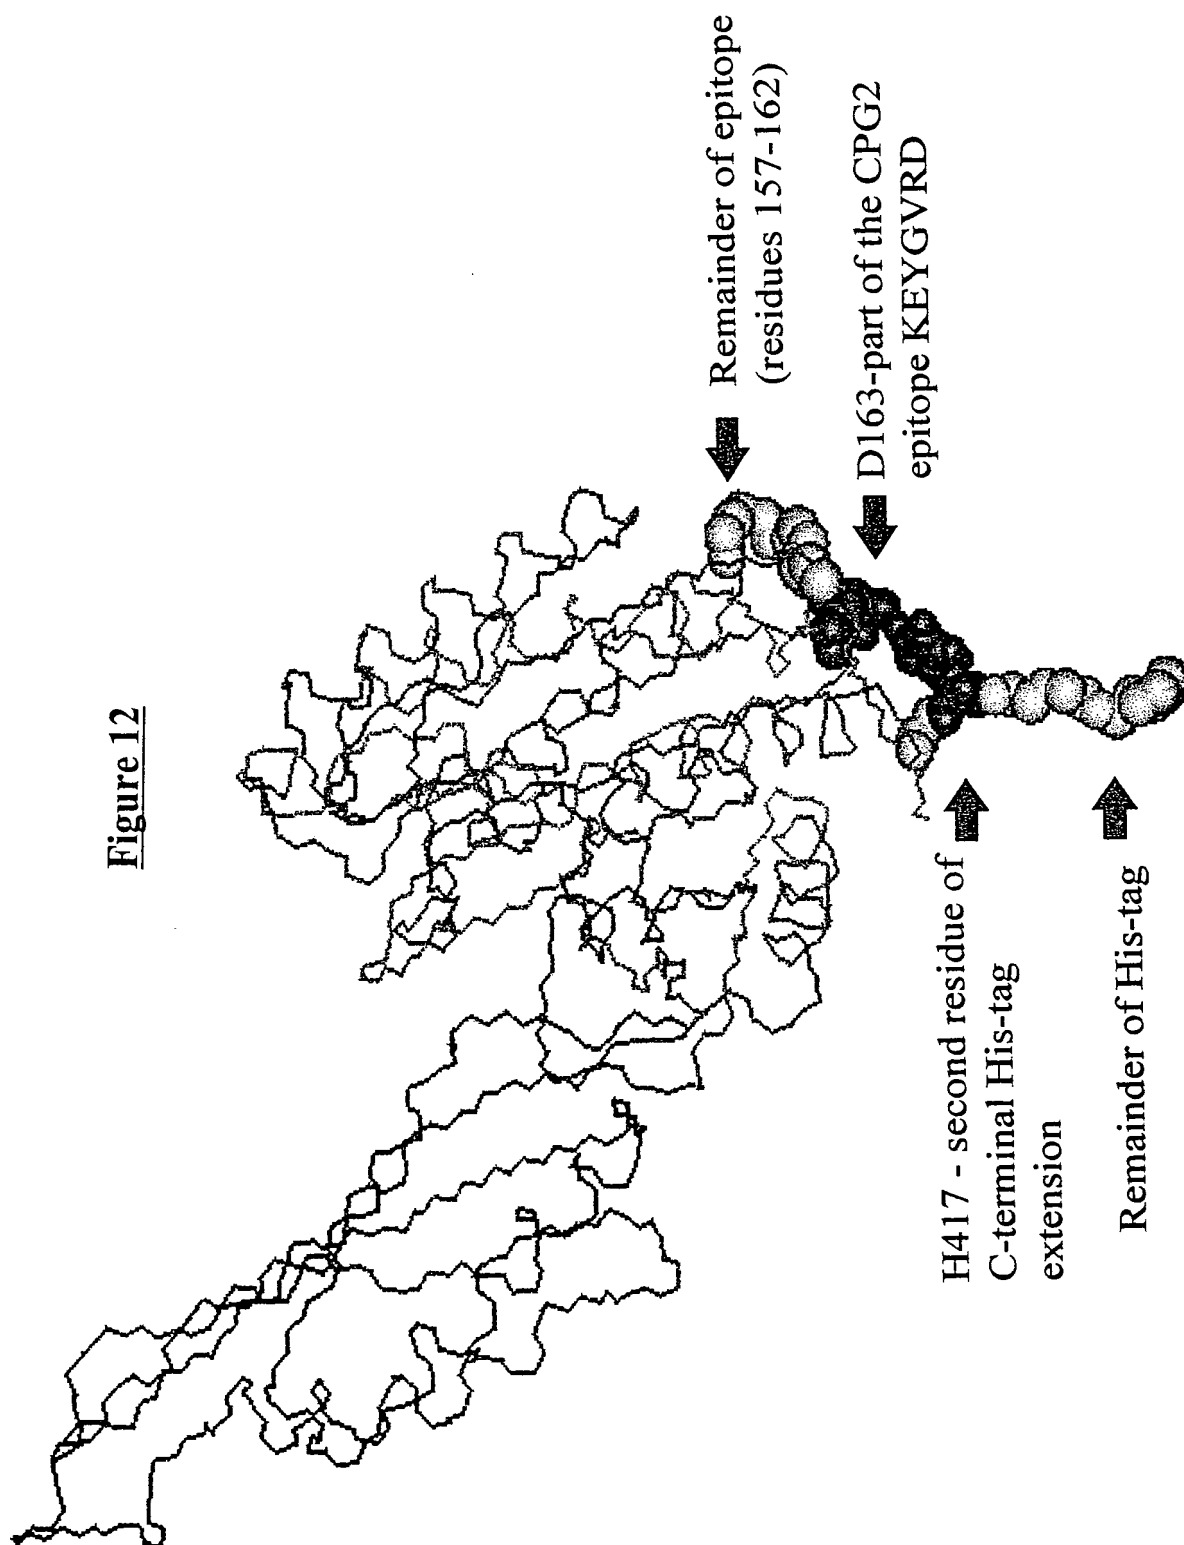 Figure 12
Remainder of epitope
(residues 157-162)
D163-part of the CPG2
epitope KEYGVRD
H417 - second residue of
C-terminal His-tag
extension
Remainder of His-tag